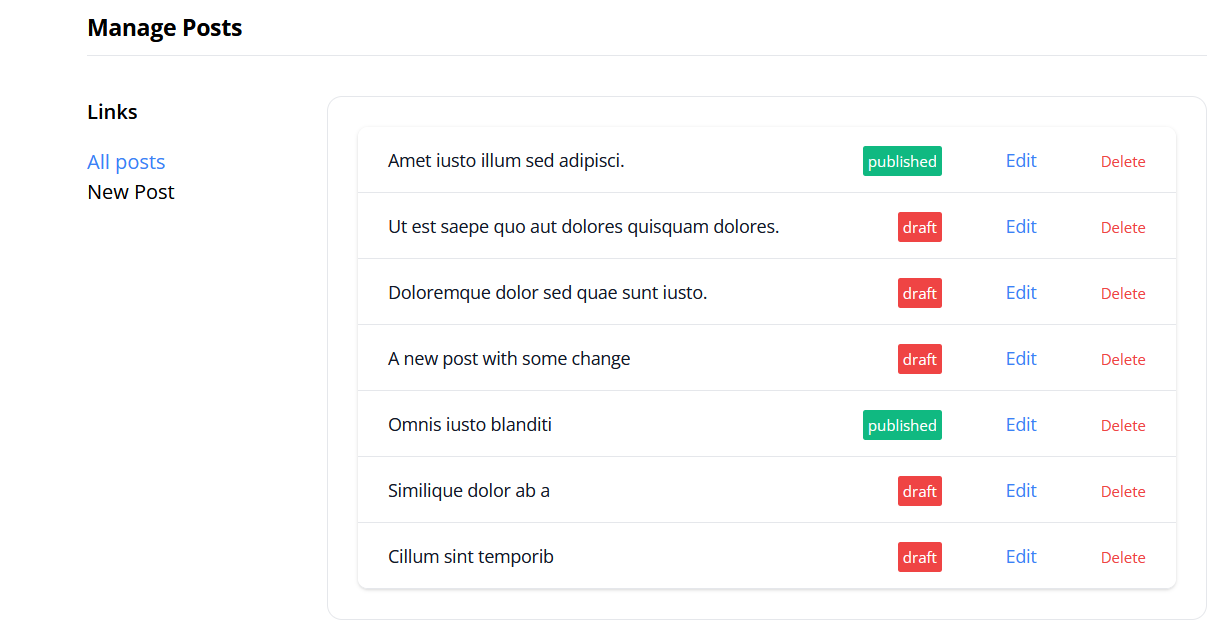 Manage Posts
Links
All posts
New Post
Amet iusto illum sed adipisci. published Edit Delete
Ut est saepe quo aut dolores quisquam dolores. draft Edit Delete
Doloremque dolor sed quae sunt iusto. draft Edit Delete
A new post with some change draft Edit Delete
Omnis iusto blanditi published Edit Delete
Similique dolor ab a draft Edit Delete
Cillum sint temporib draft Edit Delete